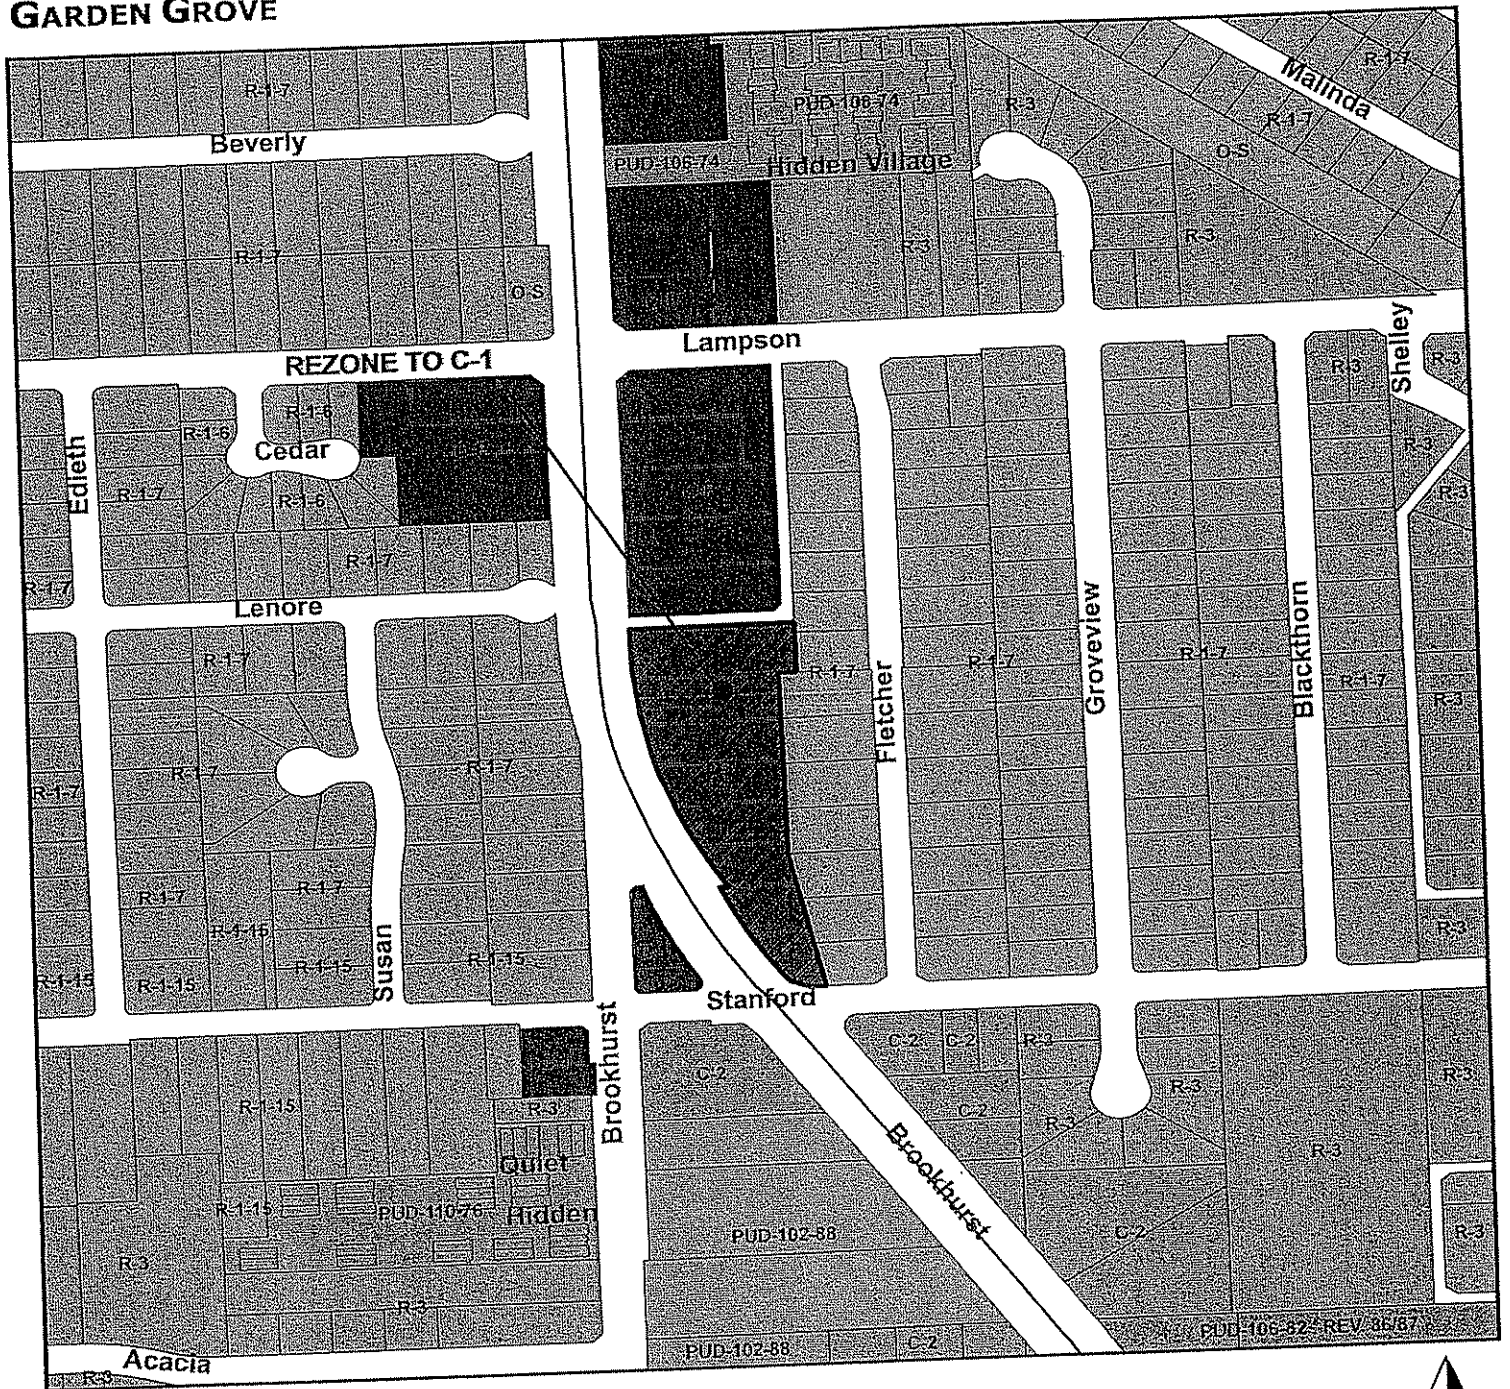 GARDEN GROVE
R-1-7
Malinda
R-1-7
PUD-106-74
R-3
R-1-7
Beverly
PUD-106-74
Hidden Village
O-S
R-1-7
R-3
R-3
O-S
Lampson
Shelley
REZONE TO C-1
R-3
R-3
R-1-6
R-1-6
Cedar
R-3
Edieth
R-1-7
R-1-6
R-3
R-1-7
R-1-7
Lenore
Groveview
Blackthorn
R-1-7
R-1-7
R-1-7
R-1-7
R-1-7
Fletcher
R-3
R-1-7
R-1-7
R-1-7
R-1-7
R-1-7
R-1-15
R-3
Susan
R-1-15
R-1-15
R-1-15
R-1-15
Stanford
Brookhurst
C-2
C-2
R-3
C-2
R-3
R-3
R-1-15
R-3
C-2
R-3
R-3
Brookhurst
Quiet
R-1-15
PUD-110-76
Hidden
PUD-102-88
C-2
R-3
R-3
R-3
PUD-106-82 REV. 86/87
PUD-102-88
C-2
Acacia
R-3